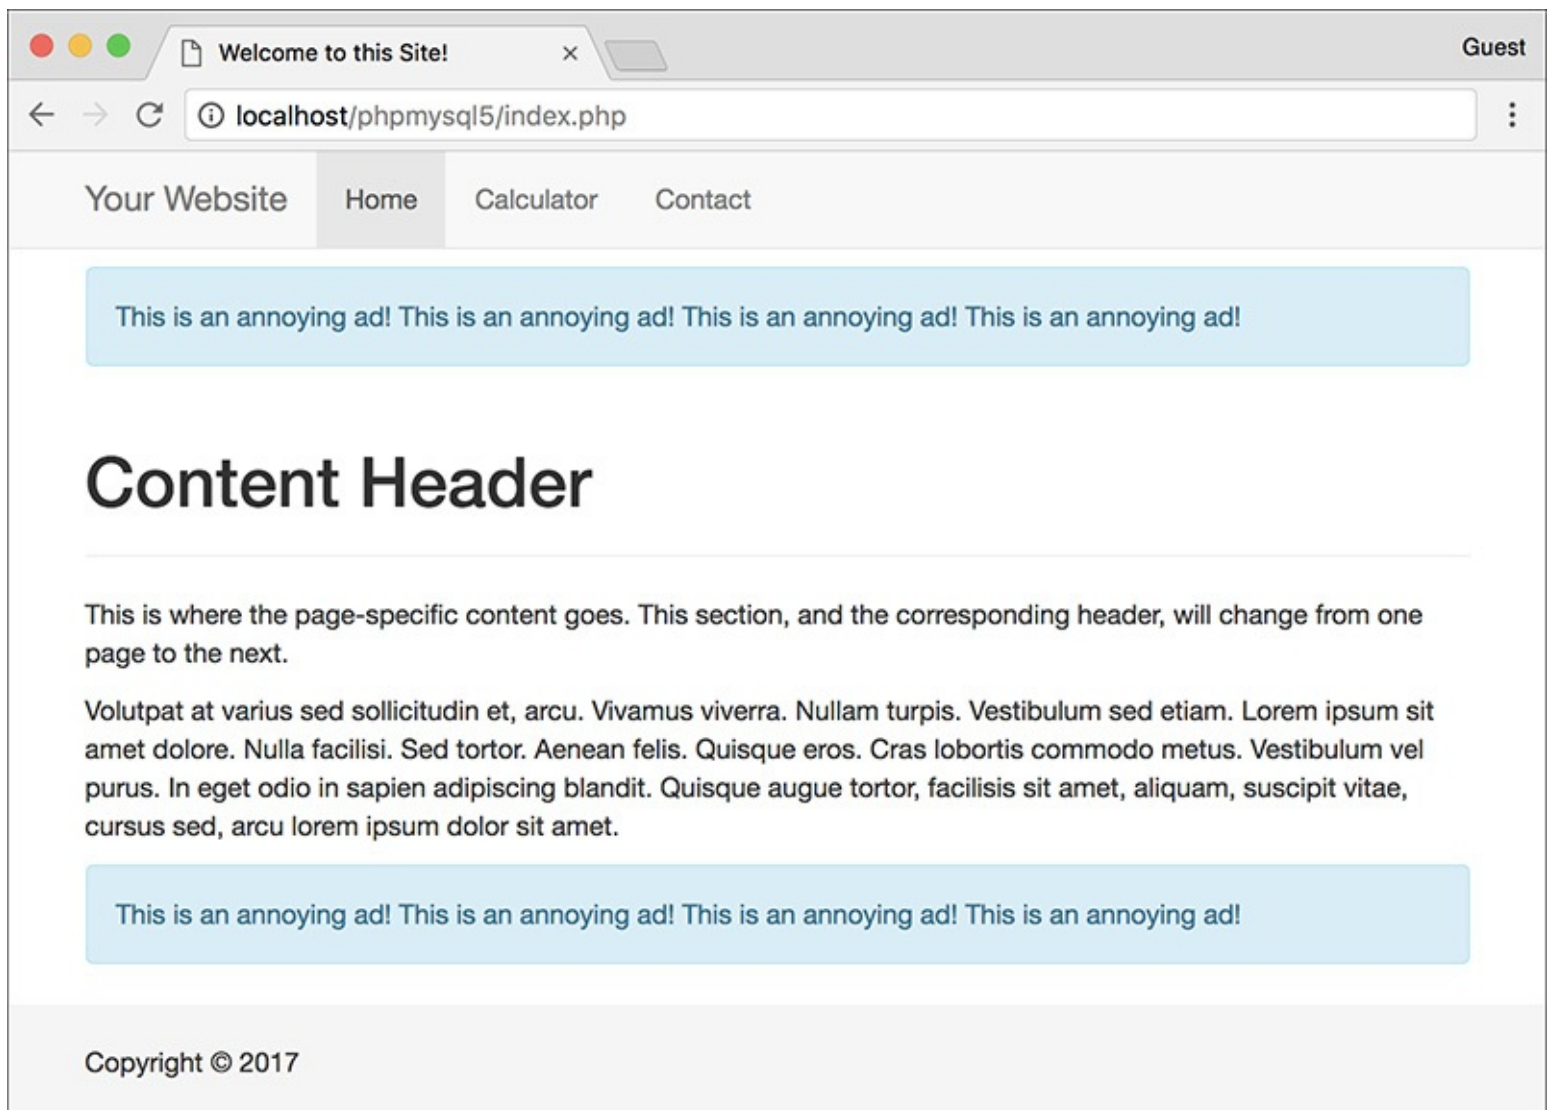 Welcome to this Site!
Guest
localhost/phpmysql5/index.php
Your Website Home Calculator Contact
This is an annoying ad! This is an annoying ad! This is an annoying ad! This is an annoying ad!
Content Header
This is where the page-specific content goes. This section, and the corresponding header, will change from one
page to the next.
Volutpat at varius sed sollicitudin et, arcu. Vivamus viverra. Nullam turpis. Vestibulum sed etiam. Lorem ipsum sit
amet dolore. Nulla facilisi. Sed tortor. Aenean felis. Quisque eros. Cras lobortis commodo metus. Vestibulum vel
purus. In eget odio in sapien adipiscing blandit. Quisque augue tortor, facilisis sit amet, aliquam, suscipit vitae,
cursus sed, arcu lorem ipsum dolor sit amet.
This is an annoying ad! This is an annoying ad! This is an annoying ad! This is an annoying ad!
Copyright © 2017